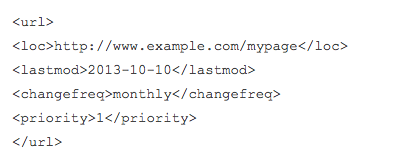 <url>
<loc>http://www.example.com/mypage</loc>
<lastmod>2013-10-10</lastmod>
<changefreq>monthly</changefreq>
<priority>1</priority>
</url>